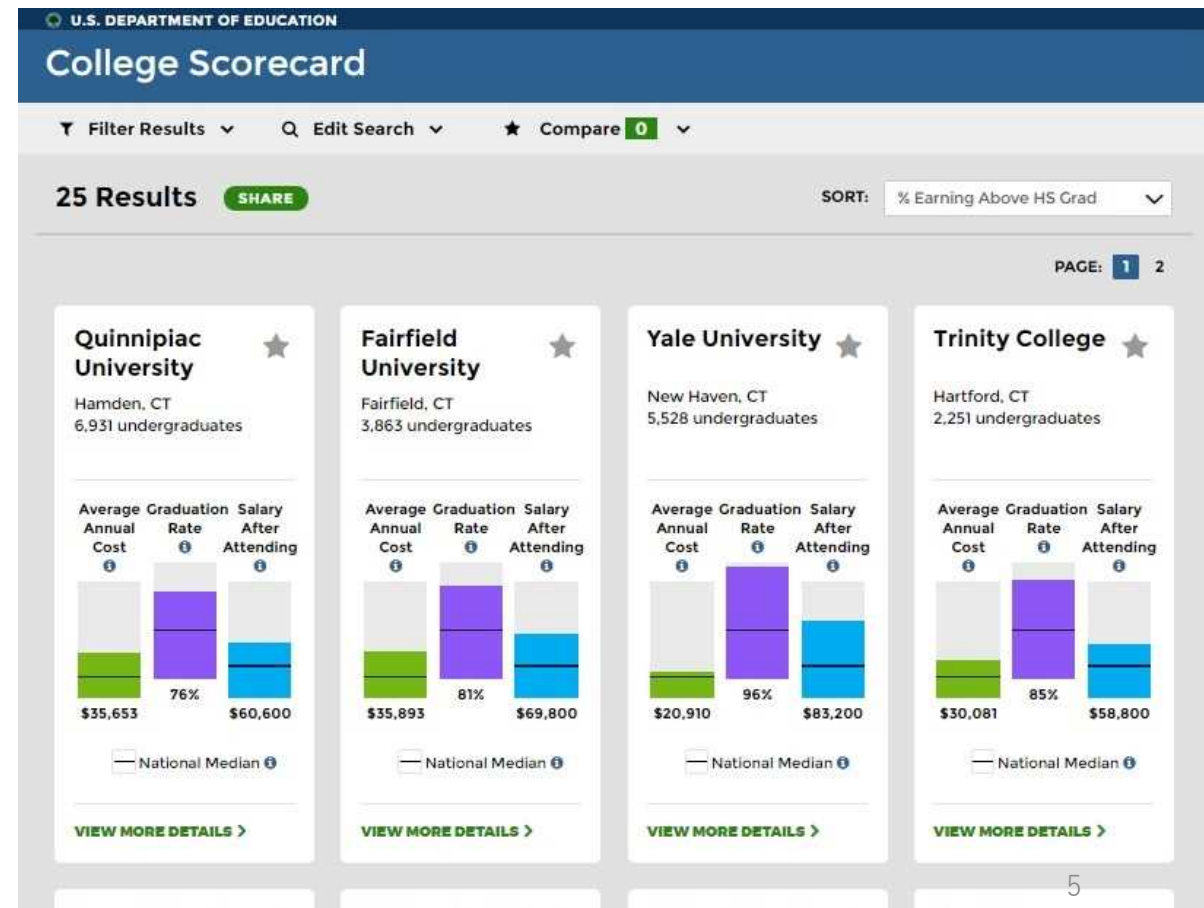 U.S. DEPARTMENT OF EDUCATION
College Scorecard
Filter Results Edit Search Compare 0
25 Results SHARE SORT: % Earning Above HS Grad
PAGE: 1 2
Quinnipiac
University
Hamden, CT
6,931 undergraduates
Average Annual Cost
Graduation Rate
Salary After Attending
76%
$35,653 $60,600
National Median
VIEW MORE DETAILS >
Fairfield
University
Fairfield, CT
3,863 undergraduates
Average Annual Cost
Graduation Rate
Salary After Attending
81%
$35,893 $69,800
National Median
VIEW MORE DETAILS >
Yale University
New Haven, CT
5,528 undergraduates
Average Annual Cost
Graduation Rate
Salary After Attending
96%
$20,910 $83,200
National Median
VIEW MORE DETAILS >
Trinity College
Hartford, CT
2,251 undergraduates
Average Annual Cost
Graduation Rate
Salary After Attending
85%
$30,081 $58,800
National Median
VIEW MORE DETAILS >
5